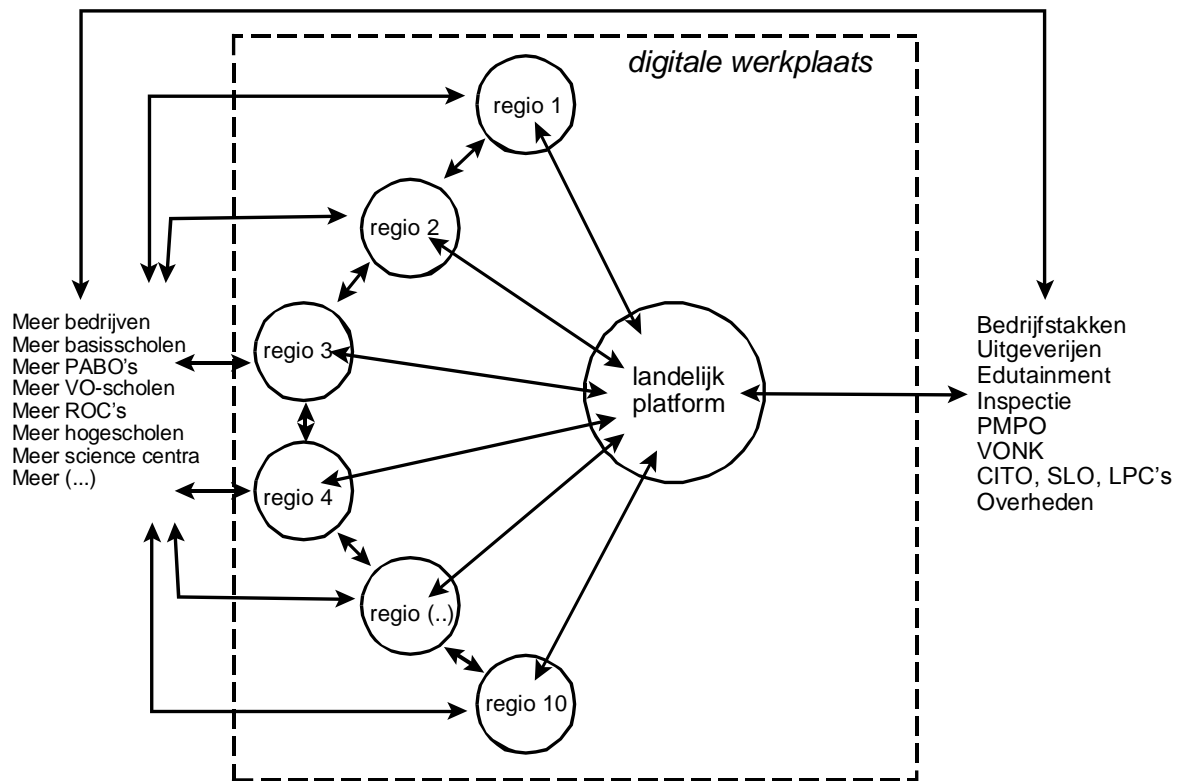 digitale werkplaats
regio 1
regio 2
regio 3
regio 4
regio (..)
regio 10
landelijk
platform
Meer bedrijven
Meer basisscholen
Meer PABO's
Meer VO-scholen
Meer ROC's
Meer hogescholen
Meer science centra
Meer (...)
Bedrijfstakken
Uitgeverijen
Edutainment
Inspectie
PMPO
VONK
CITO, SLO, LPC's
Overheden